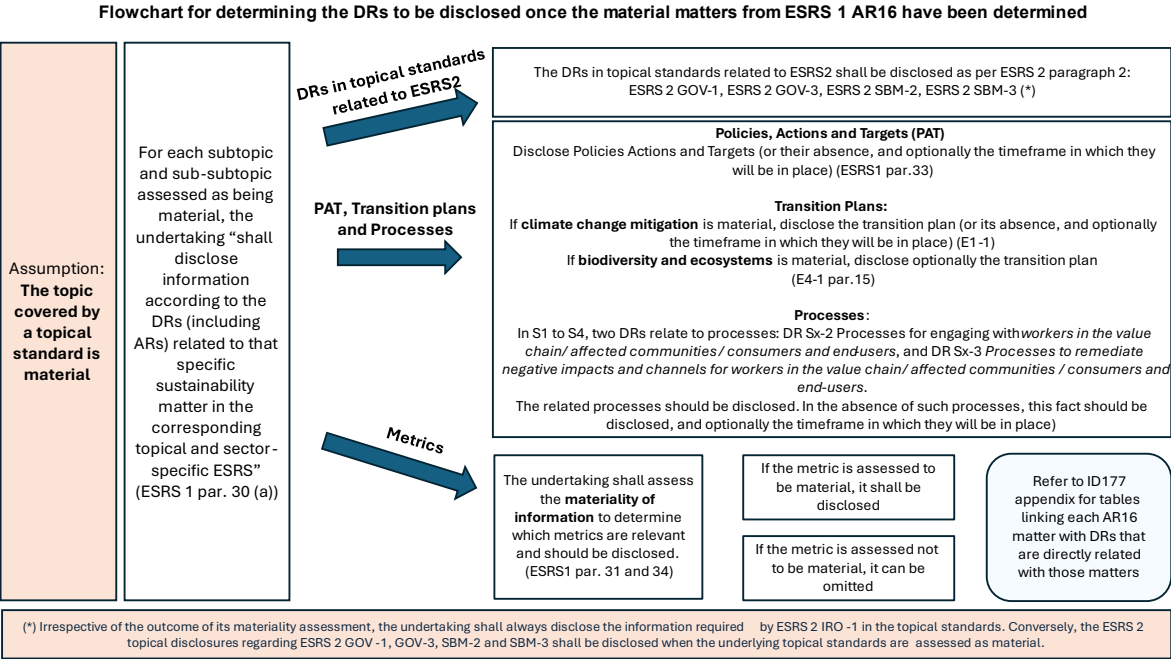 Flowchart for determining the DRs to be disclosed once the material matters from ESRS 1 AR16 have been determined
Assumption:
The topic
covered by
a topical
standard is
material
For each subtopic
and sub-subtopic
assessed as being
material, the
undertaking “shall
disclose
information
according to the
DRs (including
ARs) related to that
specific
sustainability
matter in the
corresponding
topical and sector-
specific ESRS”
(ESRS 1 par. 30 (a))
DRs in topical standards
related to ESRS2
The DRs in topical standards related to ESRS2 shall be disclosed as per ESRS 2 paragraph 2:
ESRS 2 GOV-1, ESRS 2 GOV-3, ESRS 2 SBM-2, ESRS 2 SBM-3 (*)
PAT, Transition plans
and Processes
Policies, Actions and Targets (PAT)
Disclose Policies Actions and Targets (or their absence, and optionally the timeframe in which they
will be in place) (ESRS1 par.33)
Transition Plans:
If climate change mitigation is material, disclose the transition plan (or its absence, and optionally
the timeframe in which they will be in place) (E1-1)
If biodiversity and ecosystems is material, disclose optionally the transition plan
(E4-1 par.15)
Processes:
In S1 to S4, two DRs relate to processes: DR Sx-2 Processes for engaging with workers in the value
chain/ affected communities / consumers and end-users, and DR Sx-3 Processes to remediate
negative impacts and channels for workers in the value chain/ affected communities / consumers and
end-users.
The related processes should be disclosed. In the absence of such processes, this fact should be
disclosed, and optionally the timeframe in which they will be in place)
Metrics
The undertaking shall assess
the materiality of
information to determine
which metrics are relevant
and should be disclosed.
(ESRS1 par. 31 and 34)
If the metric is assessed to
be material, it shall be
disclosed
If the metric is assessed not
to be material, it can be
omitted
Refer to ID177
appendix for tables
linking each AR16
matter with DRs that
are directly related
with those matters
(*) Irrespective of the outcome of its materiality assessment, the undertaking shall always disclose the information required by ESRS 2 IRO -1 in the topical standards. Conversely, the ESRS 2
topical disclosures regarding ESRS 2 GOV -1, GOV-3, SBM-2 and SBM-3 shall be disclosed when the underlying topical standards are assessed as material.